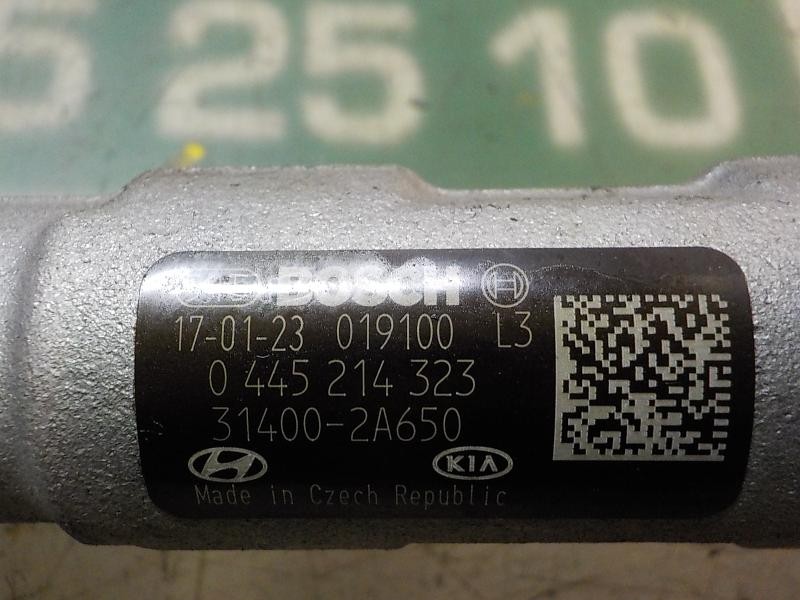 5 25 10
BOSCH
17-01-23 019100 L3
0 445 214 323
31400-2A650
KIA
Made in Czech Republic